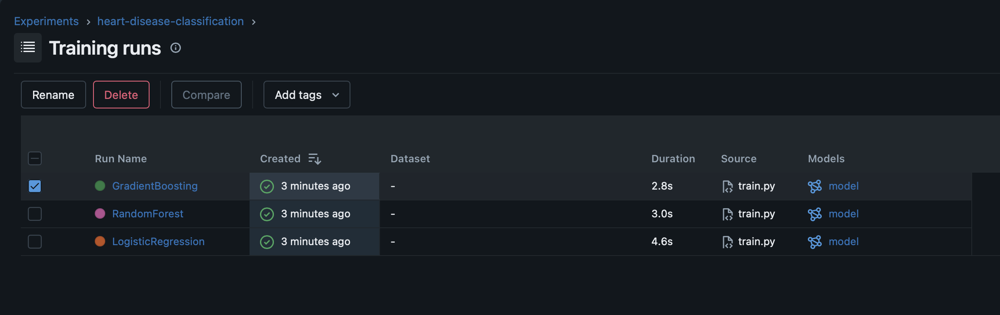 Experiments > heart-disease-classification >
Training runs
Rename Delete Compare Add tags
Run Name Created Dataset Duration Source Models
GradientBoosting 3 minutes ago - 2.8s train.py model
RandomForest 3 minutes ago - 3.0s train.py model
LogisticRegression 3 minutes ago - 4.6s train.py model